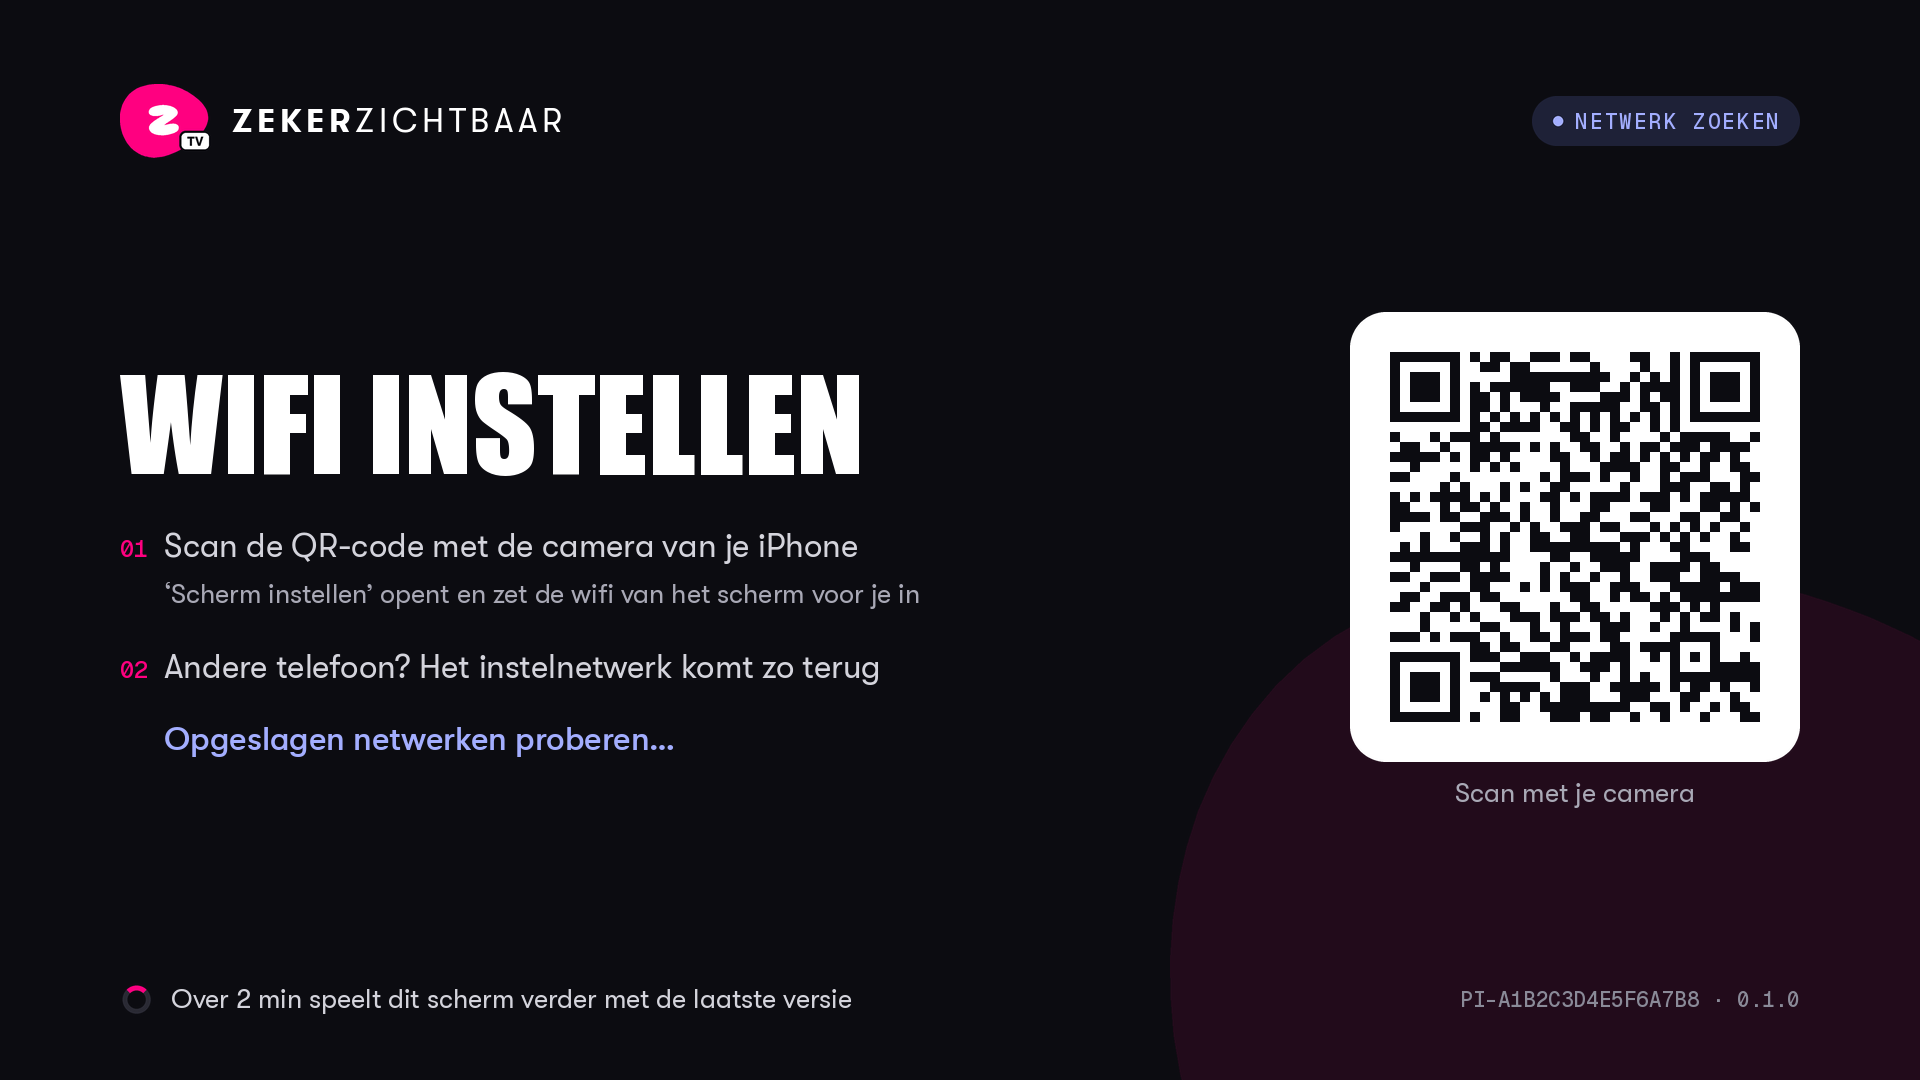 TV
ZEKERZICHTBAAR
NETWERK ZOEKEN
WIFI INSTELLEN
01 Scan de QR-code met de camera van je iPhone
‘Scherm instellen’ opent en zet de wifi van het scherm voor je in
02 Andere telefoon? Het instelnetwerk komt zo terug
Opgeslagen netwerken proberen...
Scan met je camera
Over 2 min speelt dit scherm verder met de laatste versie
PI-A1B2C3D4E5F6A7B8 · 0.1.0